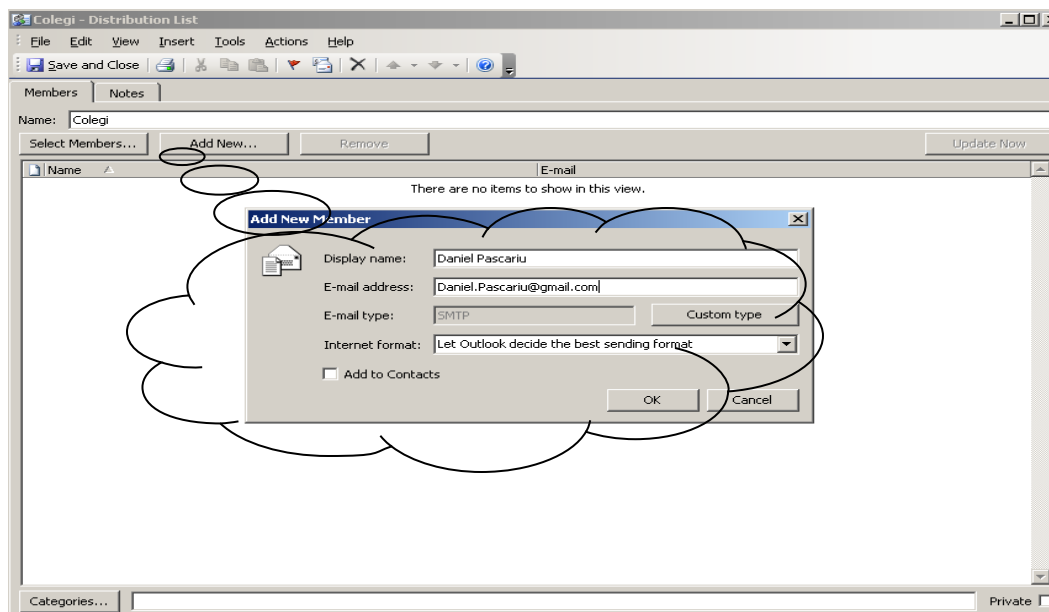 Colegi - Distribution List
File Edit View Insert Tools Actions Help
Save and Close
Members Notes
Name: Colegi
Select Members... Add New... Remove Update Now
Name E-mail
There are no items to show in this view.
Add New Member
Display name: Daniel Pascariu
E-mail address: Daniel.Pascariu@gmail.com
E-mail type: SMTP Custom type
Internet format: Let Outlook decide the best sending format
Add to Contacts
OK Cancel
Categories... Private